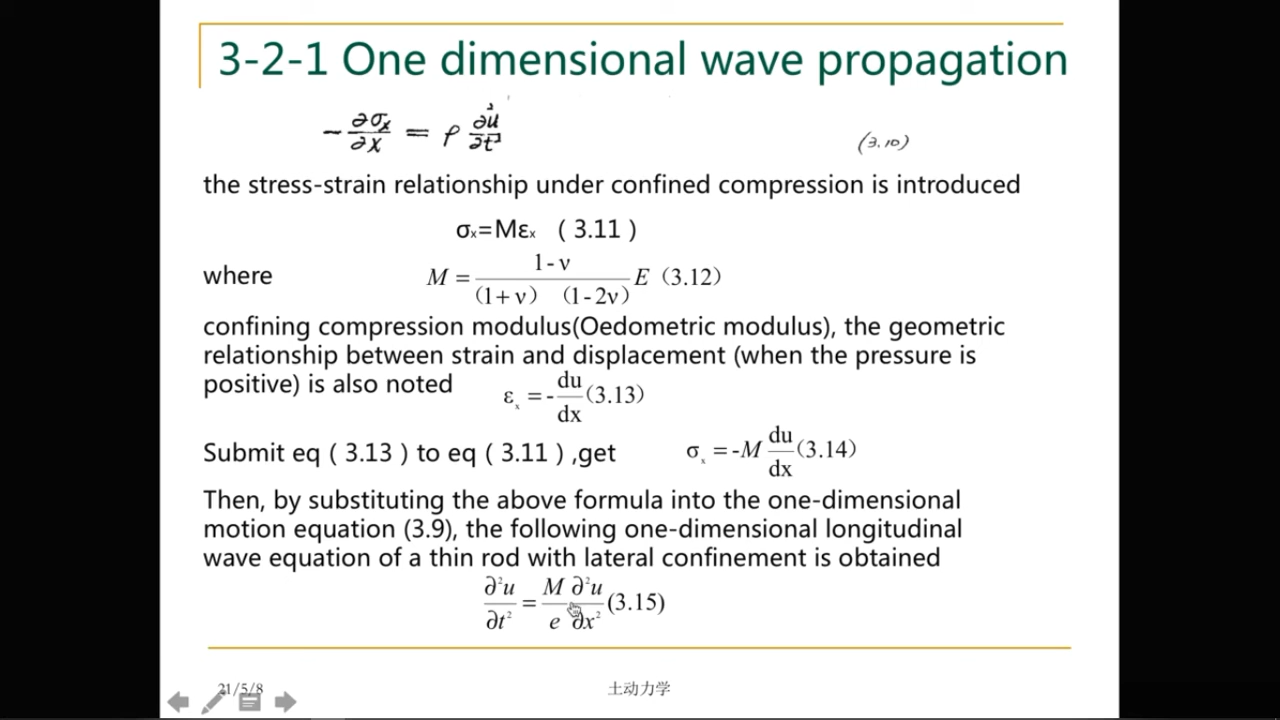 3-2-1 One dimensional wave propagation
-∂σx/∂x = ρ ∂²u/∂t² (3.10)
the stress-strain relationship under confined compression is introduced
σx=Mεx ( 3.11 )
where M = 1-ν/(1+ν) (1-2ν) E (3.12)
confining compression modulus(Oedometric modulus), the geometric
relationship between strain and displacement (when the pressure is
positive) is also noted εx =-du/dx (3.13)
Submit eq ( 3.13 ) to eq ( 3.11 ) ,get σx =-M du/dx (3.14)
Then, by substituting the above formula into the one-dimensional
motion equation (3.9), the following one-dimensional longitudinal
wave equation of a thin rod with lateral confinement is obtained
∂²u/∂t² = M/e ∂²u/∂x² (3.15)
21/5/8 土动力学